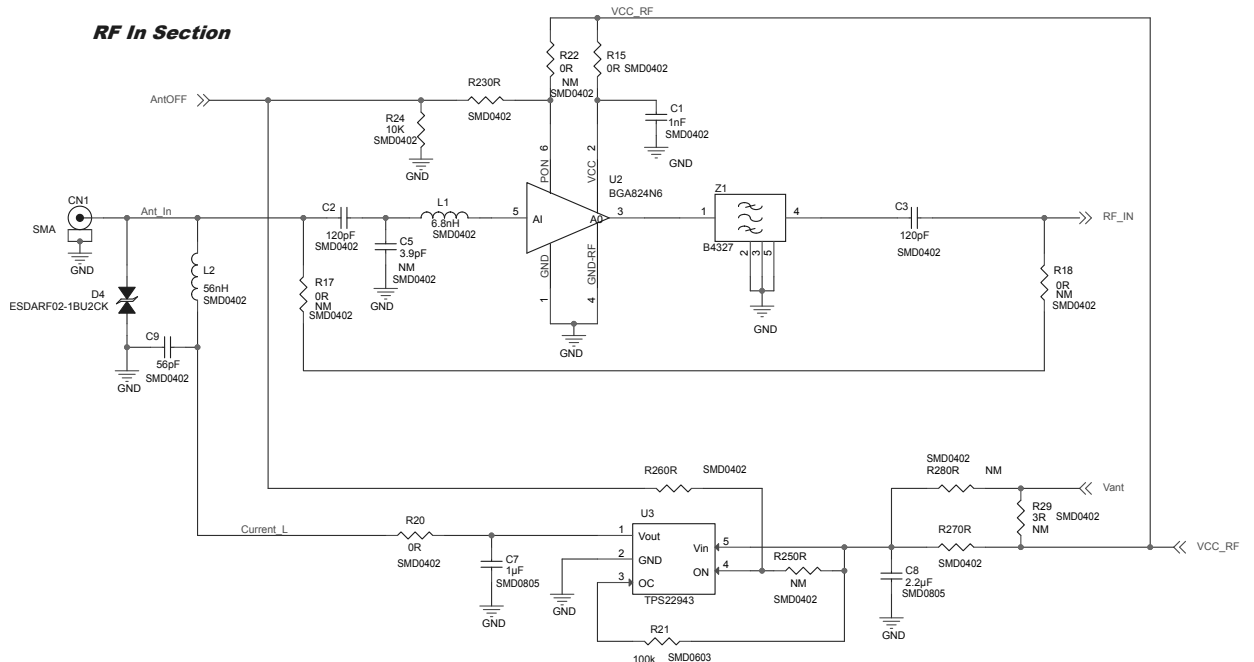 RF In Section
VCC_RF
R22
0R
NM
SMD0402
R15
0R SMD0402
AntOFF
R230R
SMD0402
R24
10K
SMD0402
GND
C1
1nF
SMD0402
GND
6
PON
2
VCC
U2
BGA824N6
CN1
SMA
GND
Ant_In
C2
120pF
SMD0402
L1
6.8nH
SMD0402
5
AI
AO
3
C5
3.9pF
NM
SMD0402
GND
GND
GND-RF
1
4
GND
Z1
1
4
B4327
2
3
5
GND
C3
120pF
SMD0402
RF_IN
L2
56nH
SMD0402
D4
ESDARF02-1BU2CK
R17
0R
NM
SMD0402
R18
0R
NM
SMD0402
C9
56pF
SMD0402
GND
R260R
SMD0402
SMD0402
R280R
NM
Vant
R29
3R
NM
SMD0402
U3
Current_L
R20
0R
SMD0402
C7
1µF
SMD0805
GND
1
Vout
2
GND
3
OC
Vin
5
ON
4
TPS22943
GND
R250R
NM
SMD0402
R270R
SMD0402
VCC_RF
C8
2.2µF
SMD0805
GND
R21
100k
SMD0603